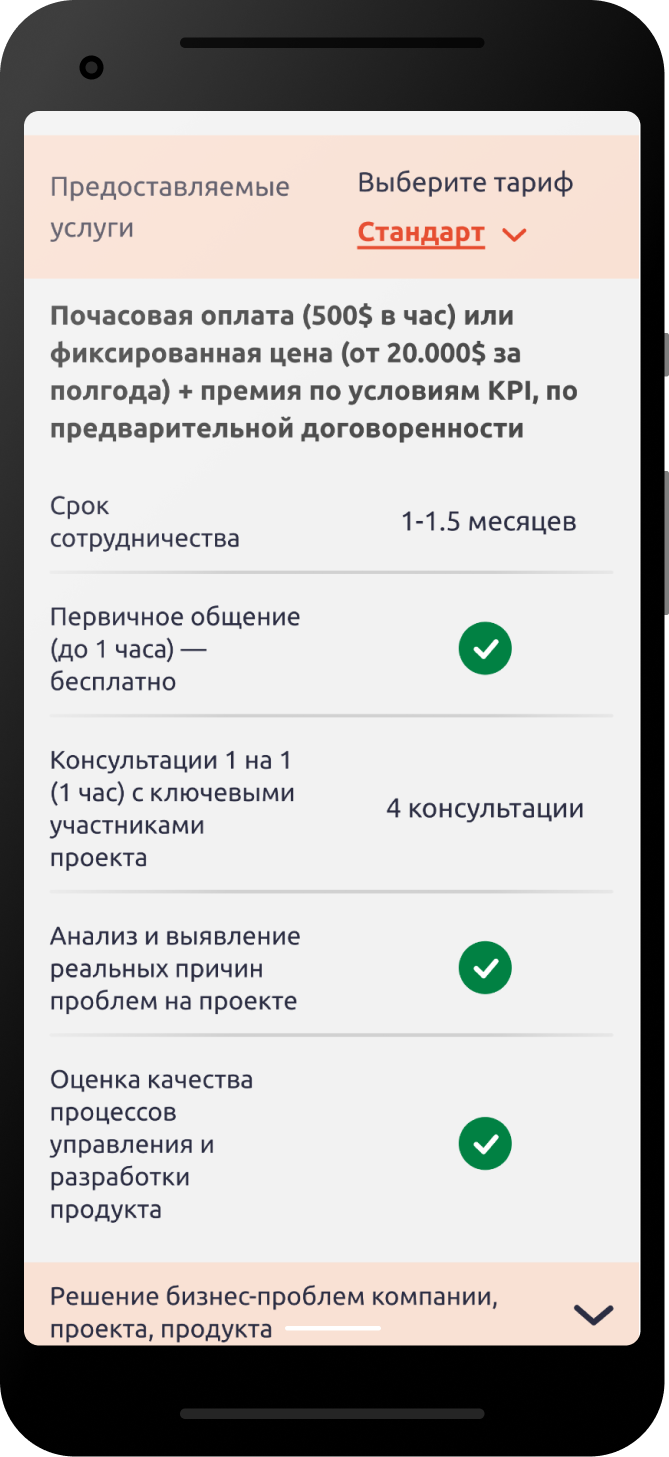 Предоставляемые
услуги
Выберите тариф
Стандарт
Почасовая оплата (500$ в час) или
фиксированная цена (от 20.000$ за
полгода) + премия по условиям KPI, по
предварительной договоренности
Срок
сотрудничества
1-1.5 месяцев
Первичное общение
(до 1 часа) —
бесплатно
Консультации 1 на 1
(1 час) с ключевыми
участниками
проекта
4 консультации
Анализ и выявление
реальных причин
проблем на проекте
Оценка качества
процессов
управления и
разработки
продукта
Решение бизнес-проблем компании,
проекта, продукта